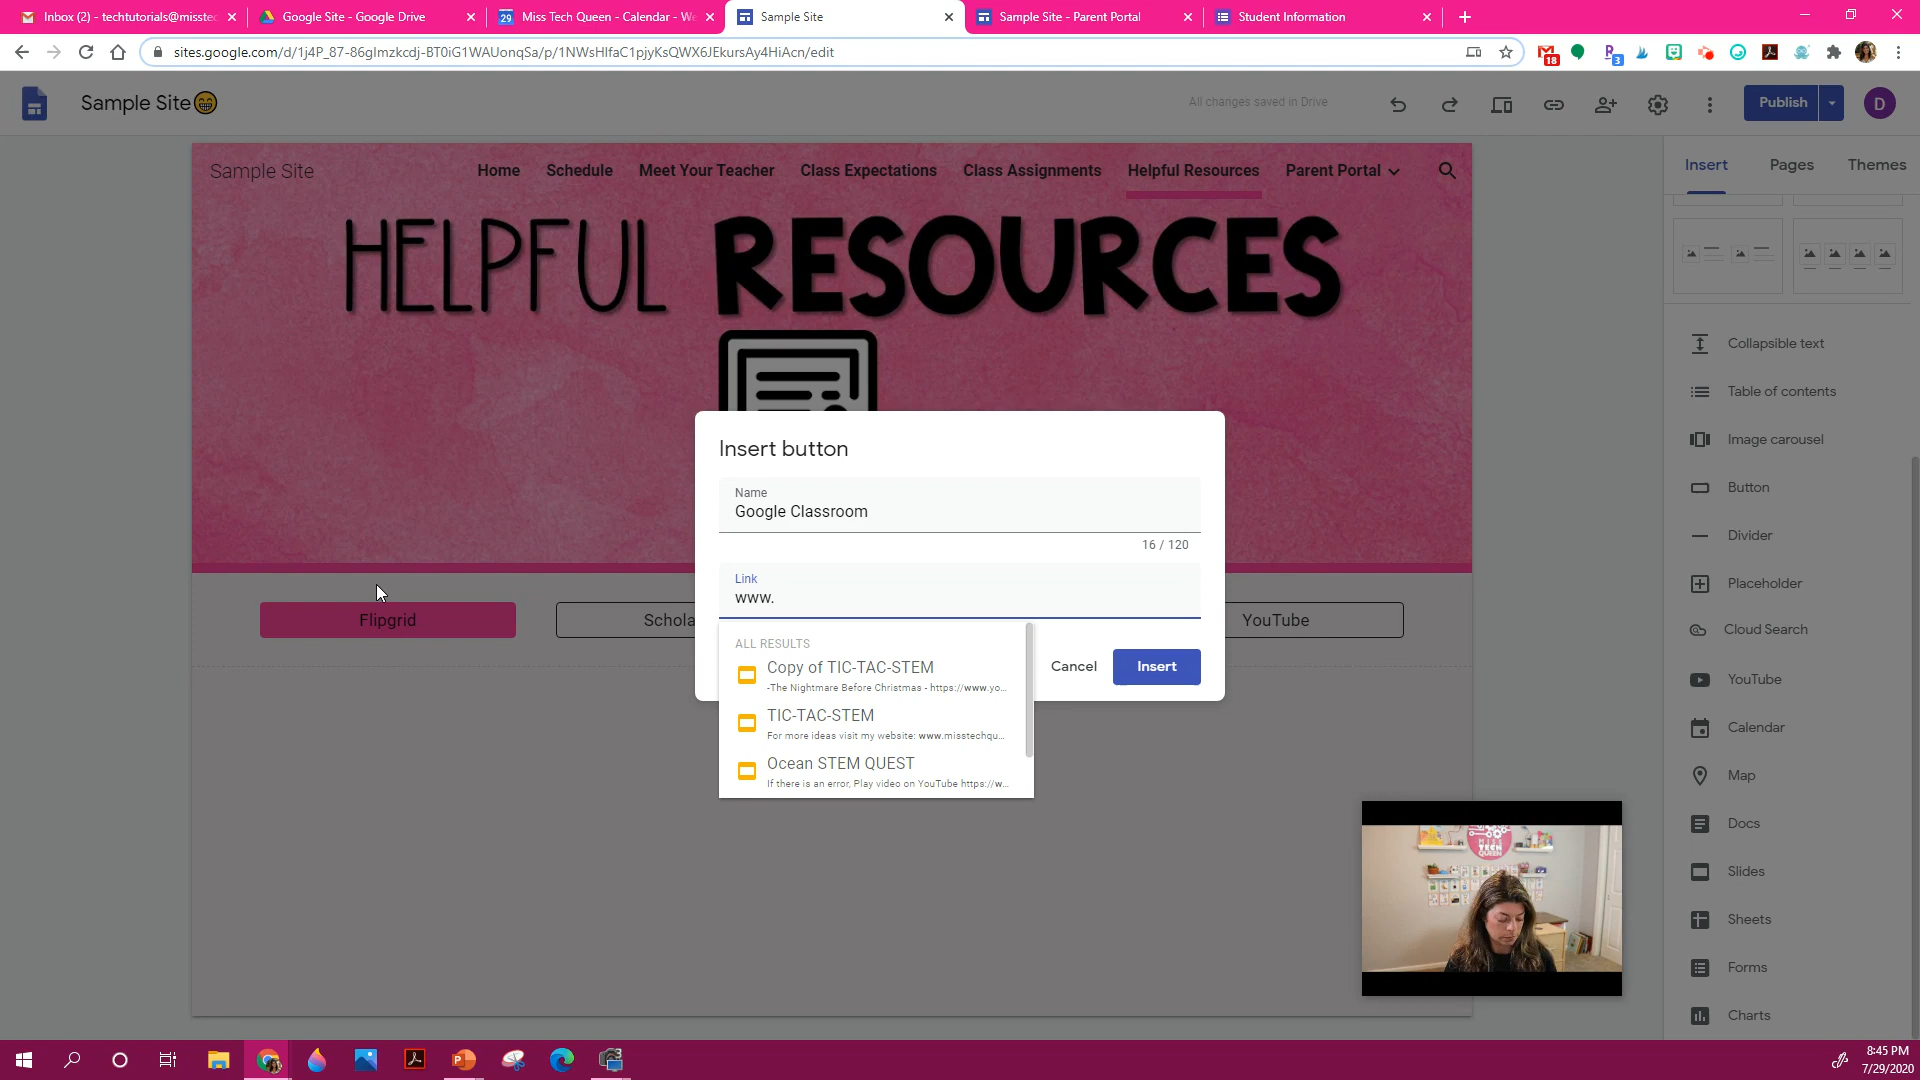 Inbox (2) - techtutorials@misstec
Google Site - Google Drive
29
Miss Tech Queen - Calendar - We
Sample Site
Sample Site - Parent Portal
Student Information
sites.google.com/d/1j4P_87-86gImzkcdj-BT0iG1WAUonqSa/p/1NWsHlfaC1pjyKsQWX6JEkursAy4HiAcn/edit
18
3
Sample Site😁
All changes saved in Drive
Publish
D
Sample Site
Home
Schedule
Meet Your Teacher
Class Expectations
Class Assignments
Helpful Resources
Parent Portal
Insert
Pages
Themes
HELPFUL RESOURCES
Insert button
Name
Google Classroom
16 / 120
Link
www.
ALL RESULTS
Copy of TIC-TAC-STEM
-The Nightmare Before Christmas - https://www.yo...
TIC-TAC-STEM
For more ideas visit my website: www.misstechqu...
Ocean STEM QUEST
If there is an error, Play video on YouTube https://w...
Cancel
Insert
Flipgrid
Schola
YouTube
Collapsible text
Table of contents
Image carousel
Button
Divider
Placeholder
Cloud Search
YouTube
Calendar
Map
Docs
Slides
Sheets
Forms
Charts
MISS
TECH
QUEEN
8:45 PM
7/29/2020